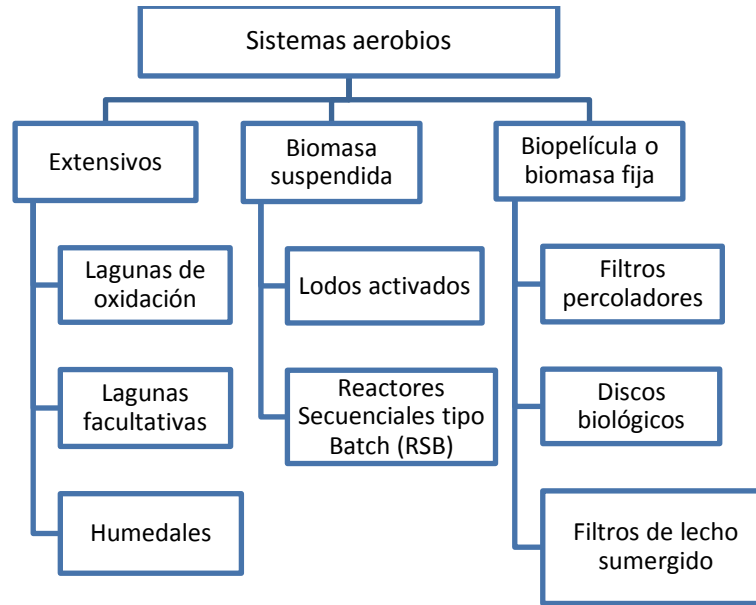 Sistemas aerobios
Extensivos
Lagunas de
oxidación
Lagunas
facultativas
Humedales
Biomasa
suspendida
Lodos activados
Reactores
Secuenciales tipo
Batch (RSB)
Biopelícula o
biomasa fija
Filtros
percoladores
Discos
biológicos
Filtros de lecho
sumergido